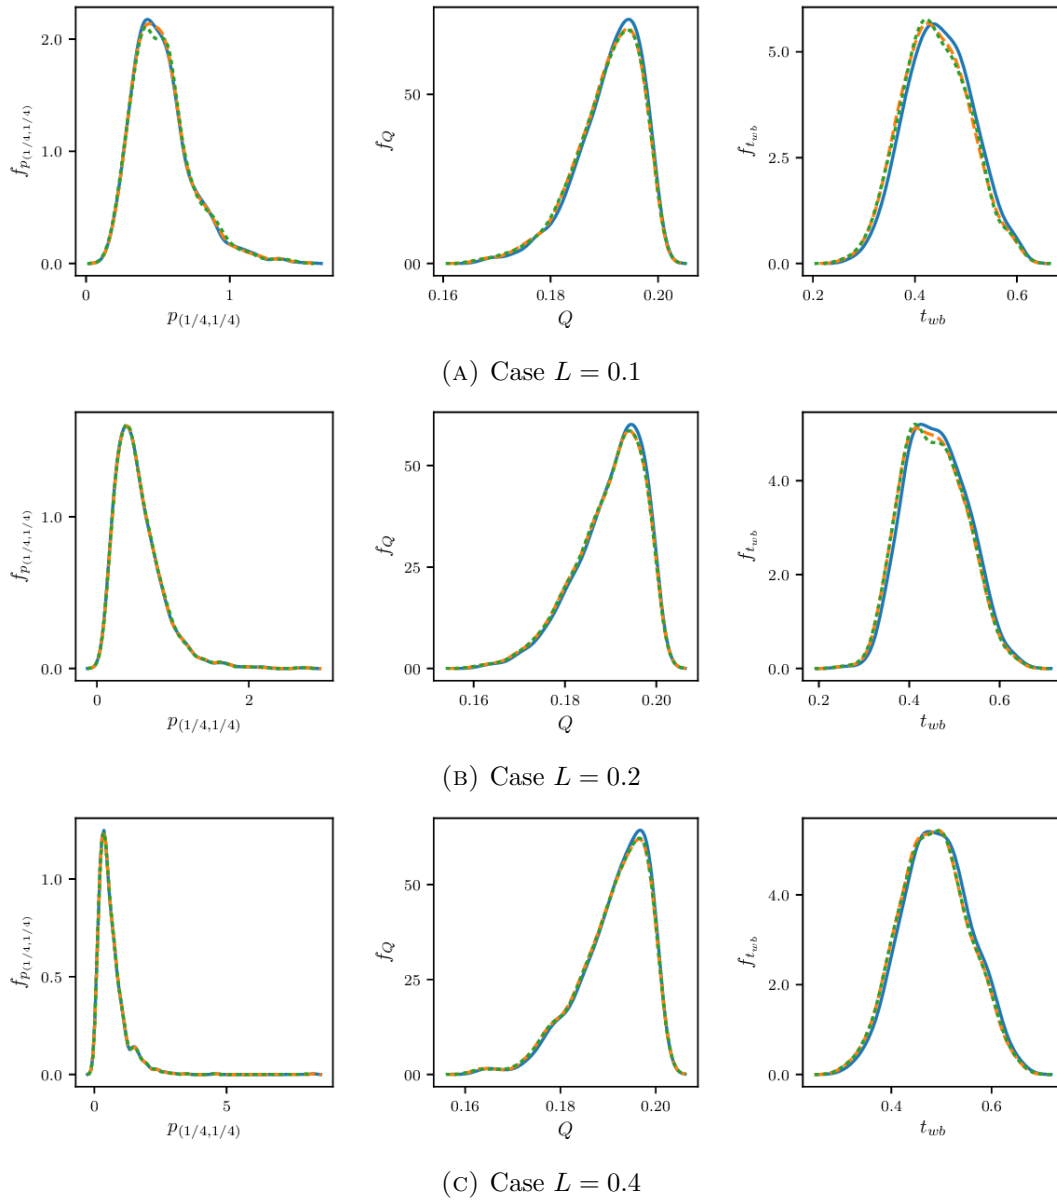 2.0
1.0
0.0
f_{p_{(1/4,1/4)}}
0
1
p_{(1/4,1/4)}
50
00
f_Q
0.16
0.18
0.20
Q
5.0
2.5
0.0
f_{t_{wb}}
0.2
0.4
0.6
t_{wb}
(A) Case L = 0.1
1.0
0.0
f_{p_{(1/4,1/4)}}
0
2
p_{(1/4,1/4)}
50
00
f_Q
0.16
0.18
0.20
Q
4.0
2.0
0.0
f_{t_{wb}}
0.2
0.4
0.6
t_{wb}
(B) Case L = 0.2
1.0
0.5
0.0
f_{p_{(1/4,1/4)}}
0
5
p_{(1/4,1/4)}
50
25
00
f_Q
0.16
0.18
0.20
Q
4.0
2.0
0.0
f_{t_{wb}}
0.4
0.6
t_{wb}
(C) Case L = 0.4